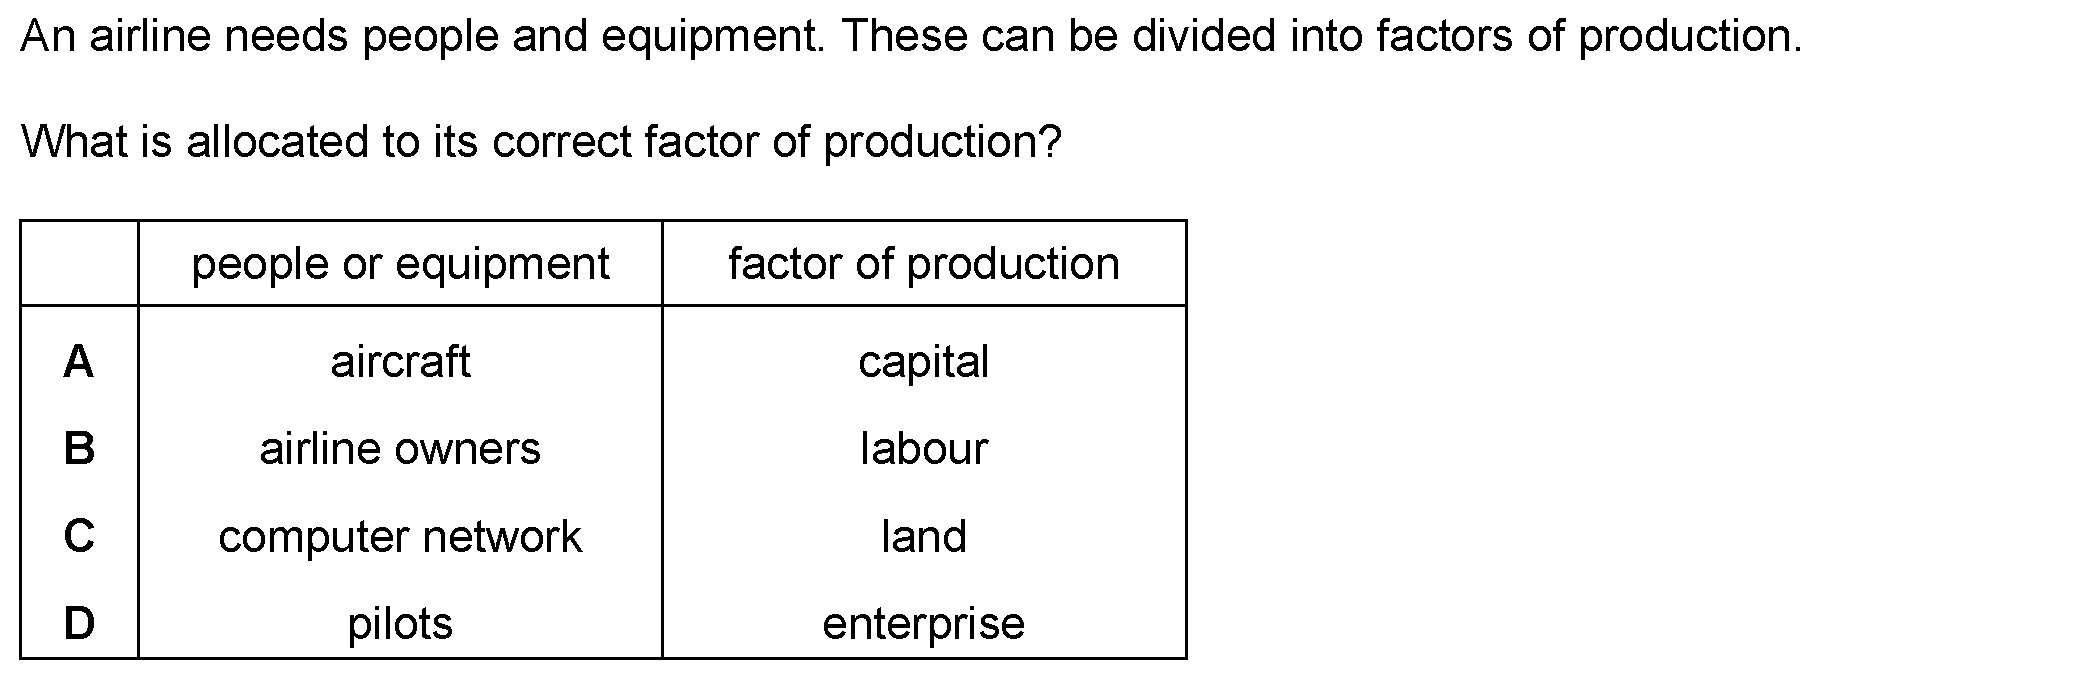 An airline needs people and equipment. These can be divided into factors of production.
What is allocated to its correct factor of production?
people or equipment factor of production
A aircraft capital
B airline owners labour
C computer network land
D pilots enterprise